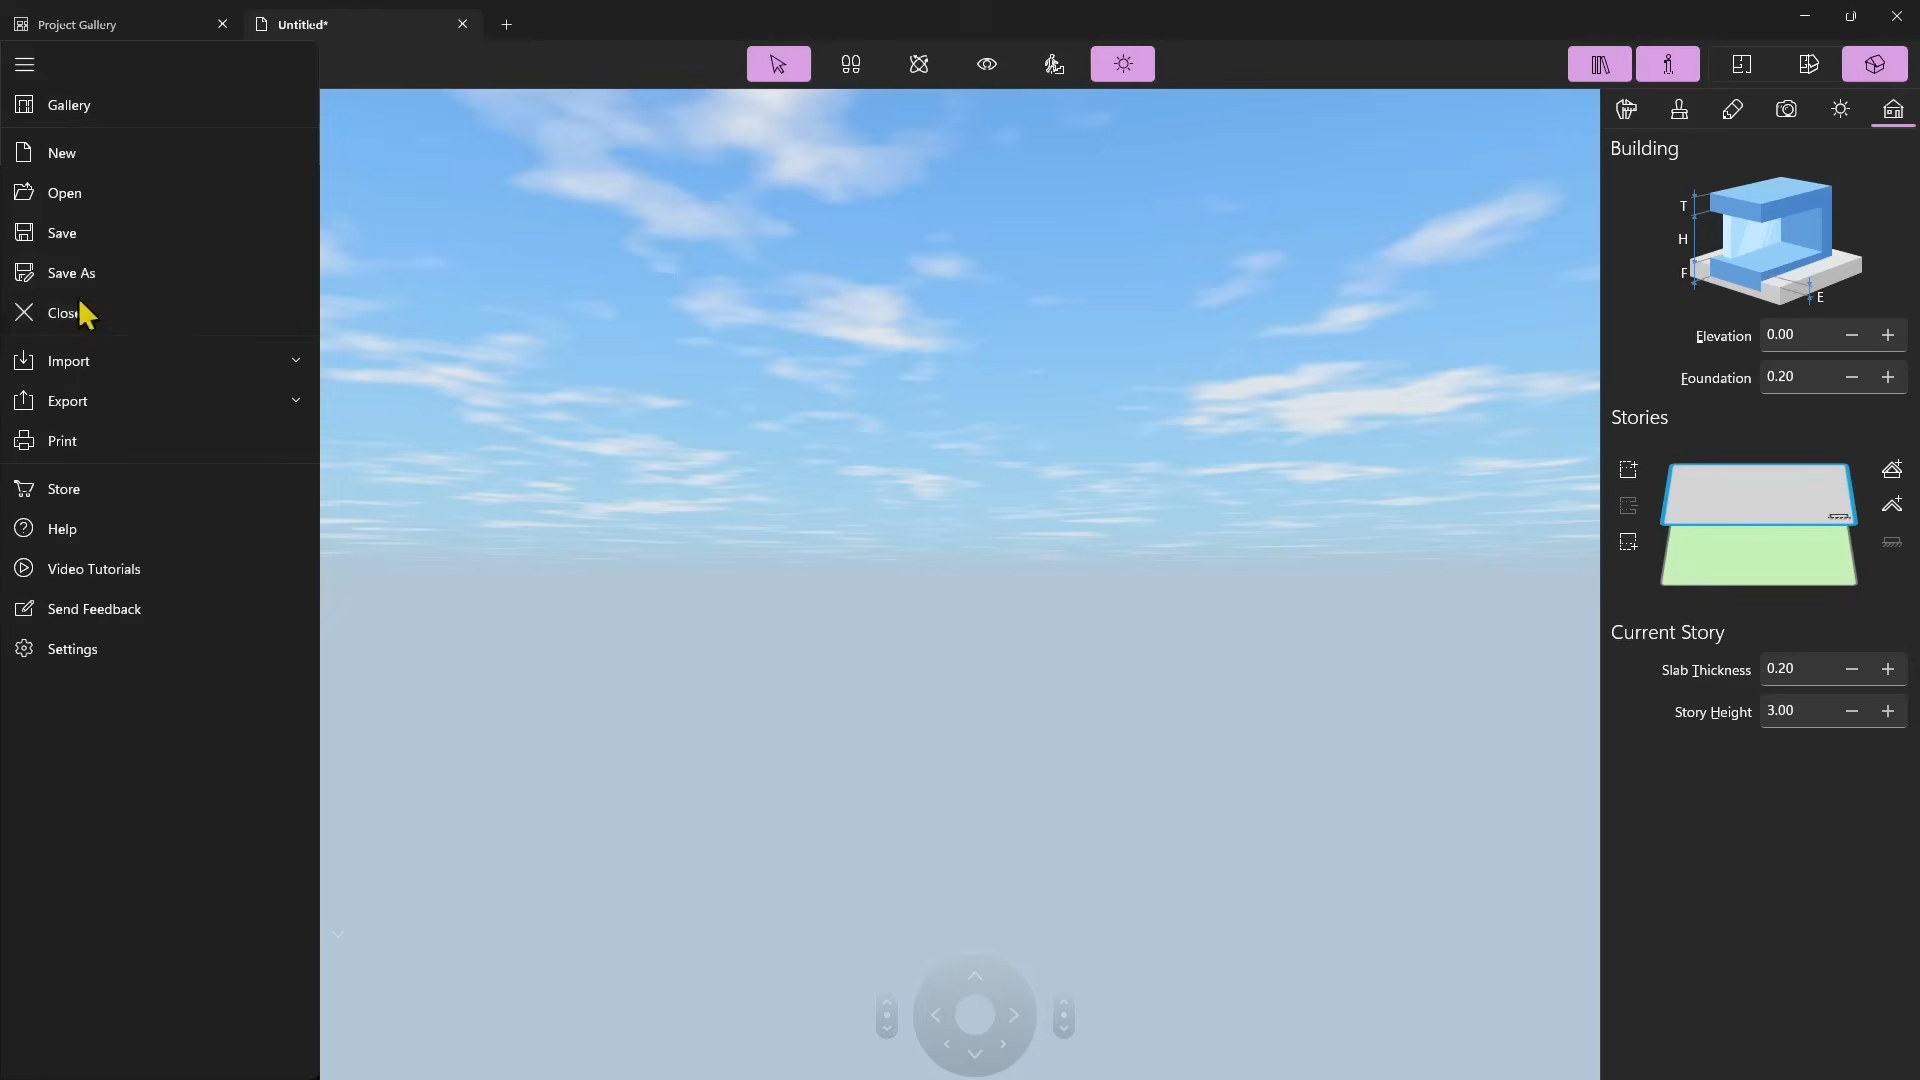 Project Gallery
Untitled*
Gallery
New
Open
Save
Save As
Close
Import
Export
Print
Store
Help
Video Tutorials
Send Feedback
Settings
Building
T
H
F
E
Elevation 0.00
Foundation 0.20
Stories
Current Story
Slab Thickness 0.20
Story Height 3.00